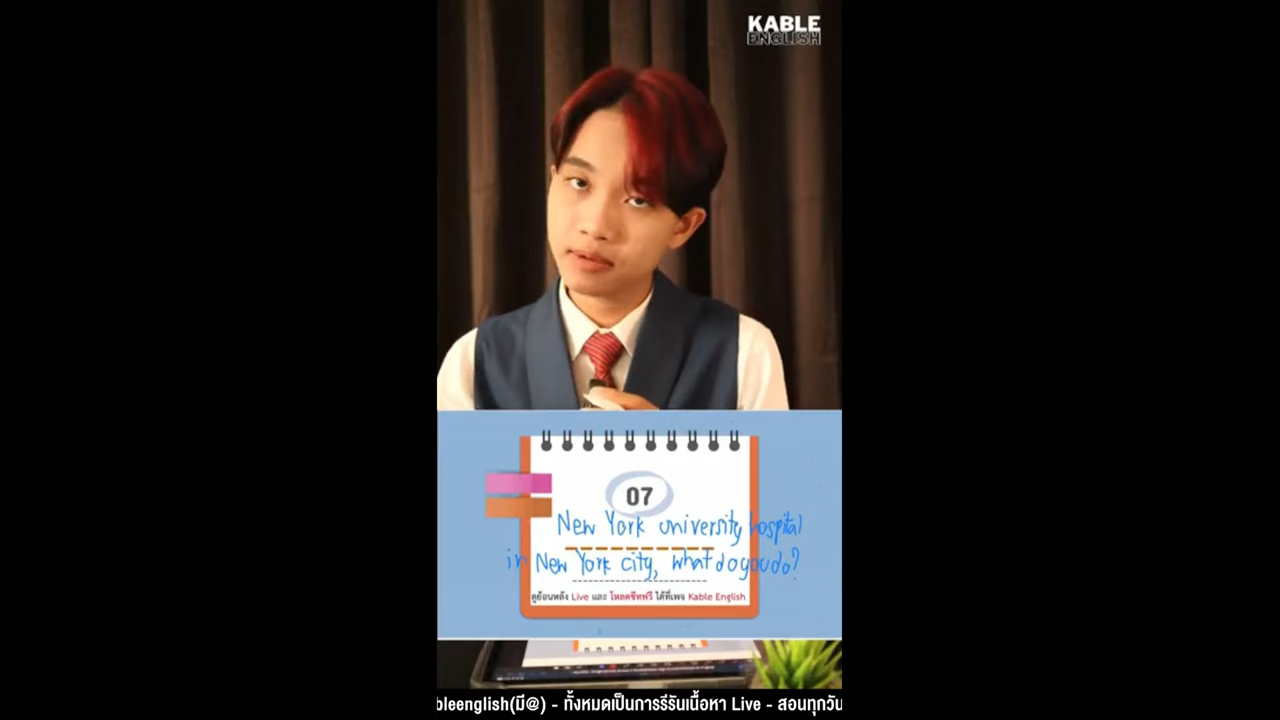 KABLE
ENGLISH
07
New York university hospital
in New York city, what do you do?
ดูย้อนหลัง Live และ โหลดชีทฟรี ได้ที่เพจ Kable English
bleenglish(มี@) - ทั้งหมดเป็นการรีรันเนื้อหา Live - สอนทุกวัน